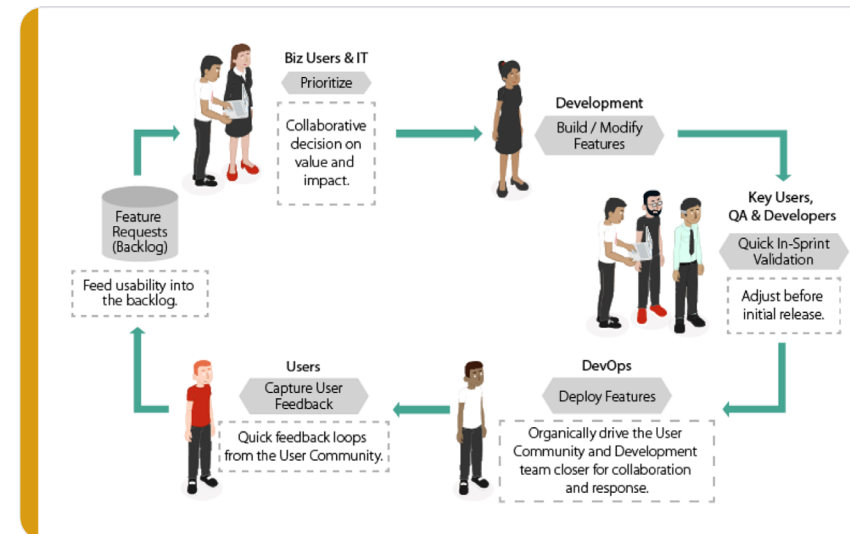 Biz Users & IT
Prioritize
Collaborative
decision on
value and
impact.
Development
Build / Modify
Features
Key Users,
QA & Developers
Quick In-Sprint
Validation
Adjust before
initial release.
DevOps
Deploy Features
Organically drive the User
Community and Development
team closer for collaboration
and response.
Users
Capture User
Feedback
Quick feedback loops
from the User Community.
Feature
Requests
(Backlog)
Feed usability into
the backlog.